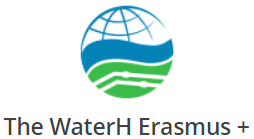 The WaterH Erasmus +